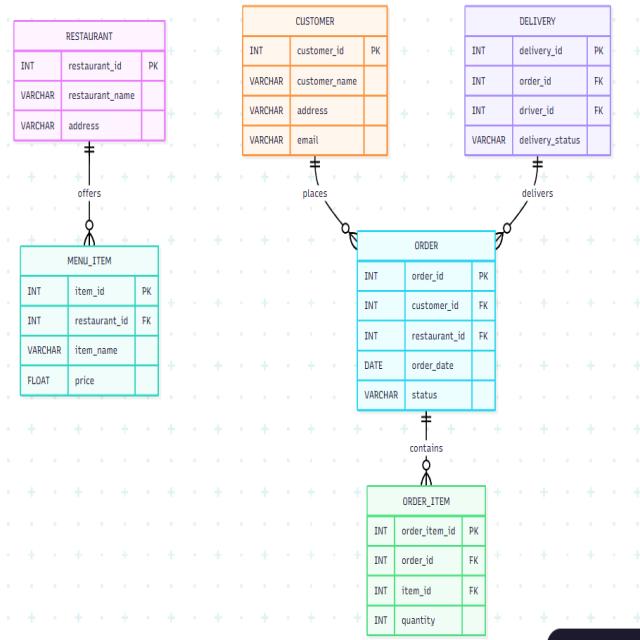 RESTAURANT
INT restaurant_id PK
VARCHAR restaurant_name
VARCHAR address
offers
MENU_ITEM
INT item_id PK
INT restaurant_id FK
VARCHAR item_name
FLOAT price
CUSTOMER
INT customer_id PK
VARCHAR customer_name
VARCHAR address
VARCHAR email
places
DELIVERY
INT delivery_id PK
INT order_id FK
INT driver_id FK
VARCHAR delivery_status
delivers
ORDER
INT order_id PK
INT customer_id FK
INT restaurant_id FK
DATE order_date
VARCHAR status
contains
ORDER_ITEM
INT order_item_id PK
INT order_id FK
INT item_id FK
INT quantity